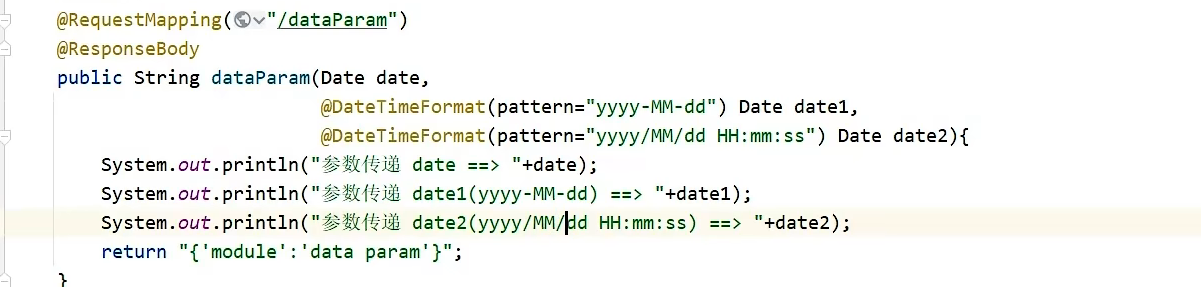 @RequestMapping("/dataParam")
@ResponseBody
public String dataParam(Date date,
@DateTimeFormat(pattern="yyyy-MM-dd") Date date1,
@DateTimeFormat(pattern="yyyy/MM/dd HH:mm:ss") Date date2){
System.out.println("参数传递 date ==> "+date);
System.out.println("参数传递 date1(yyyy-MM-dd) ==> "+date1);
System.out.println("参数传递 date2(yyyy/MM/dd HH:mm:ss) ==> "+date2);
return "{'module':'data param'}";
}